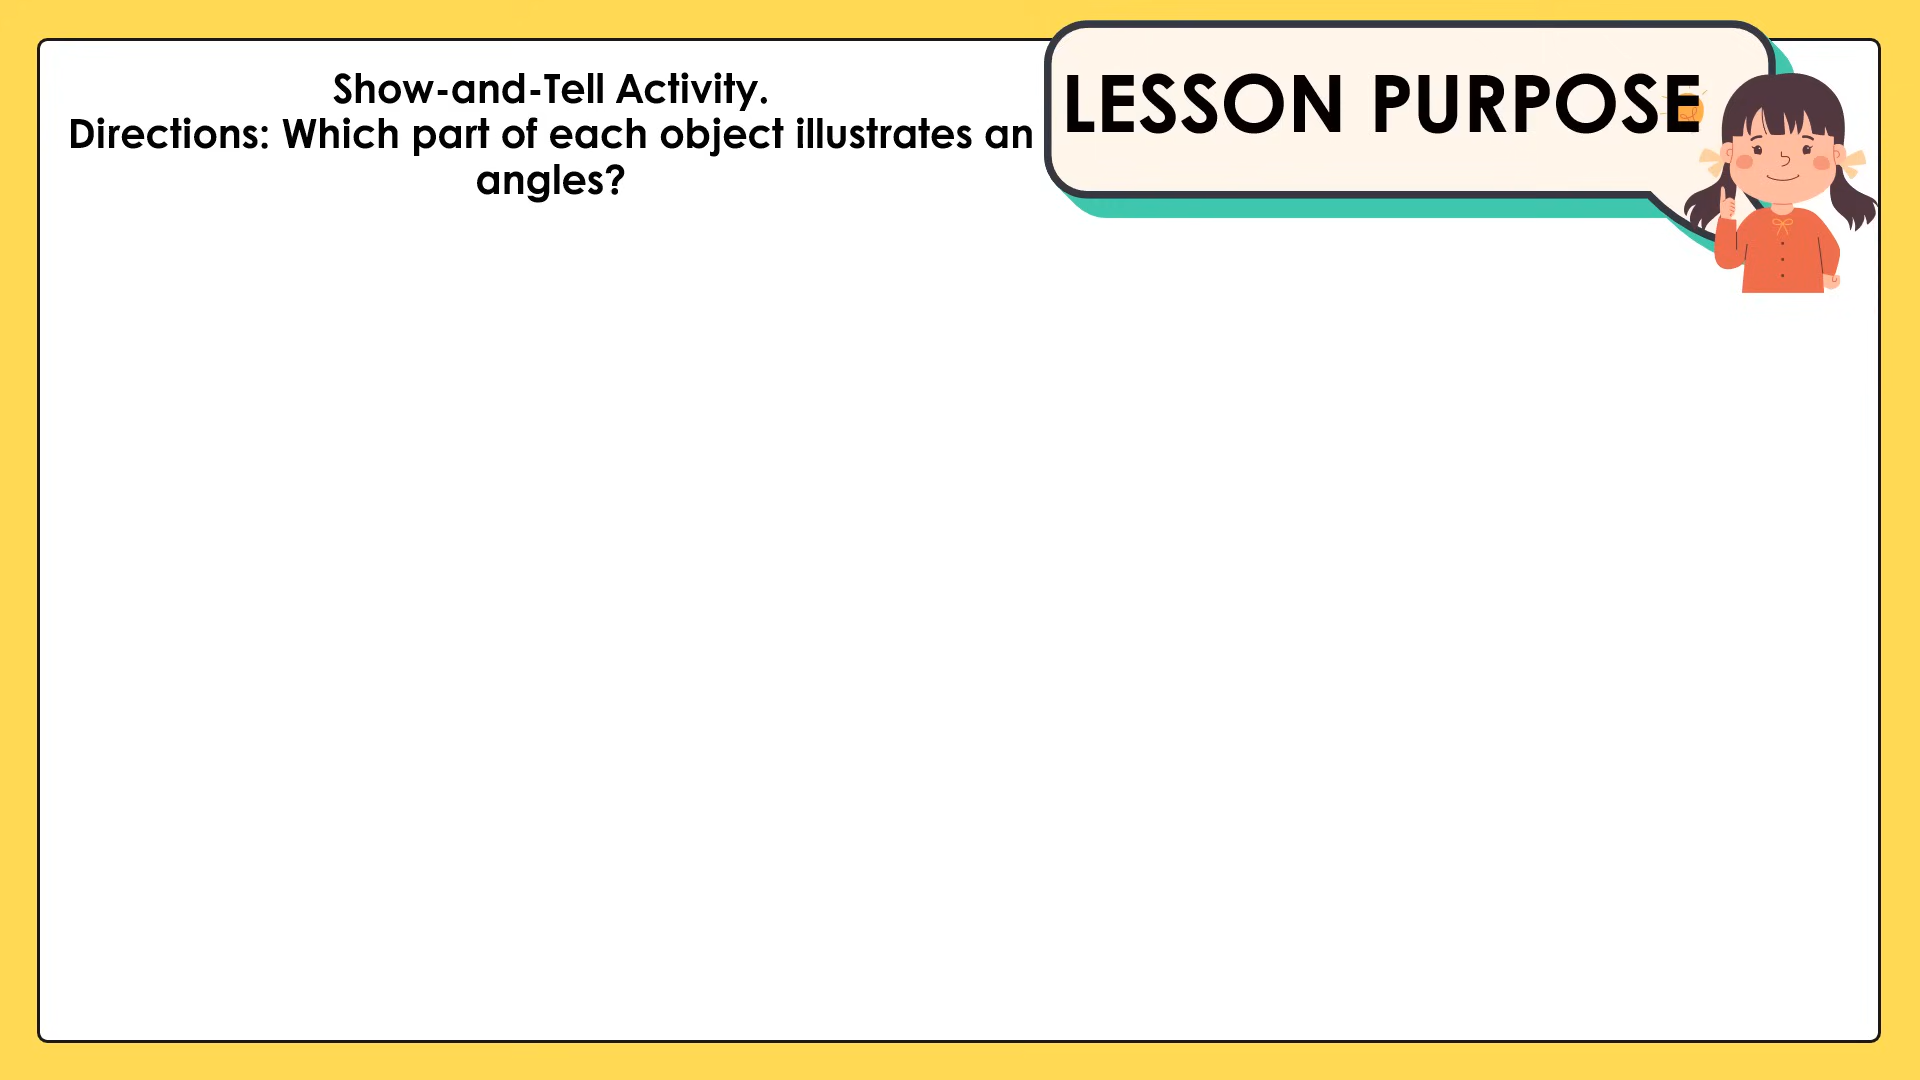 Show-and-Tell Activity.
Directions: Which part of each object illustrates an
angles?
LESSON PURPOSE